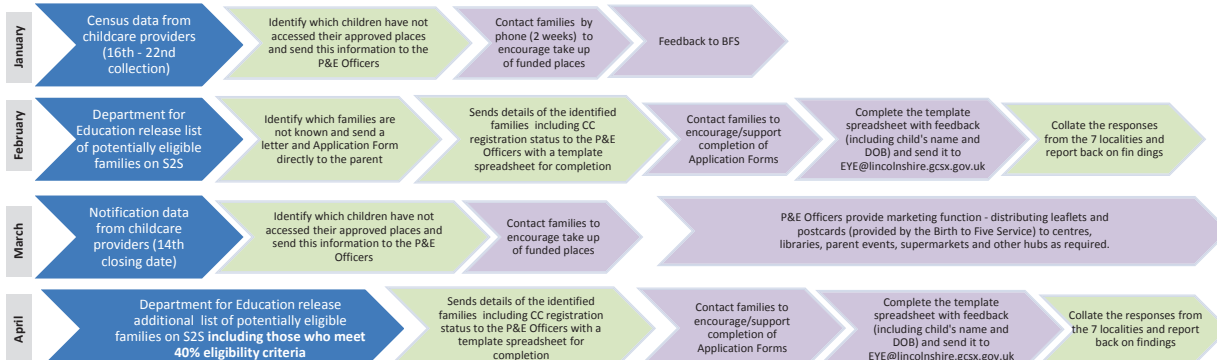 January
Census data from
childcare providers
(16th - 22nd
collection)
Identify which children have not
accessed their approved places
and send this information to the
P&E Officers
Contact families by
phone (2 weeks) to
encourage take up
of funded places
Feedback to BFS
February
Department for
Education release list
of potentially eligible
families on S2S
Identify which families are
not known and send a
letter and Application Form
directly to the parent
Sends details of the identified
families including CC
registration status to the P&E
Officers with a template
spreadsheet for completion
Contact families to
encourage/support
completion of
Application Forms
Complete the template
spreadsheet with feedback
(including child's name and
DOB) and send it to
EYE@lincolnshire.gcsx.gov.uk
Collate the responses
from the 7 localities and
report back on fin dings
March
Notification data
from childcare
providers (14th
closing date)
Identify which children have not
accessed their approved places and
send this information to the P&E
Officers
Contact families to
encourage take up
of funded places
P&E Officers provide marketing function - distributing leaflets and
postcards (provided by the Birth to Five Service) to centres,
libraries, parent events, supermarkets and other hubs as required.
April
Department for Education release
additional list of potentially eligible
families on S2S including those who meet
40% eligibility criteria
Sends details of the identified
families including CC registration
status to the P&E Officers with a
template spreadsheet for
completion
Contact families to
encourage/support
completion of
Application Forms
Complete the template
spreadsheet with feedback
(including child's name and
DOB) and send it to
EYE@lincolnshire.gcsx.gov.uk
Collate the responses from
the 7 localities and report
back on findings